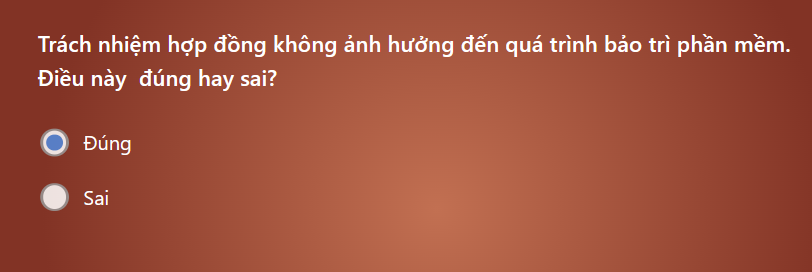 Trách nhiệm hợp đồng không ảnh hưởng đến quá trình bảo trì phần mềm.
Điều này đúng hay sai?
Đúng
Sai